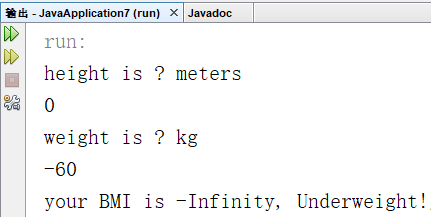 输出 - JavaApplication7 (run) × Javadoc
run:
height is ? meters
0
weight is ? kg
-60
your BMI is -Infinity, Underweight!